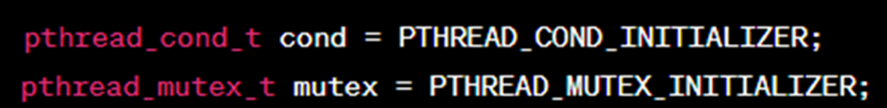 pthread_cond_t cond = PTHREAD_COND_INITIALIZER;
pthread_mutex_t mutex = PTHREAD_MUTEX_INITIALIZER;